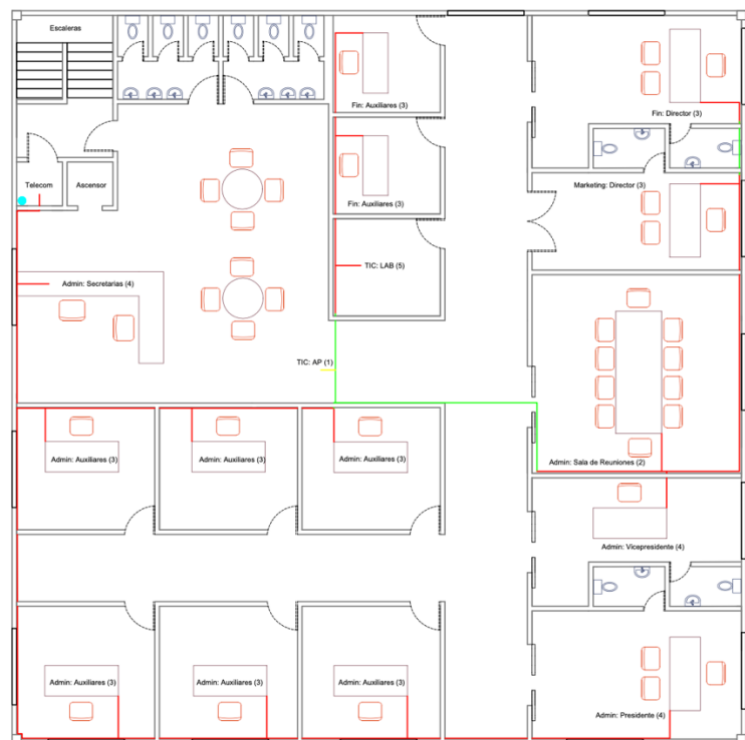 Escaleras
Fin: Auxiliares (3)
Fin: Director (3)
Telecom
Ascensor
Marketing: Director (3)
Fin: Auxiliares (3)
TIC: LAB (5)
Admin: Secretarias (4)
TIC: AP (1)
Admin: Auxiliares (3)
Admin: Auxiliares (3)
Admin: Auxiliares (3)
Admin: Sala de Reuniones (2)
Admin: Vicepresidente (4)
Admin: Auxiliares (3)
Admin: Auxiliares (3)
Admin: Auxiliares (3)
Admin: Presidente (4)